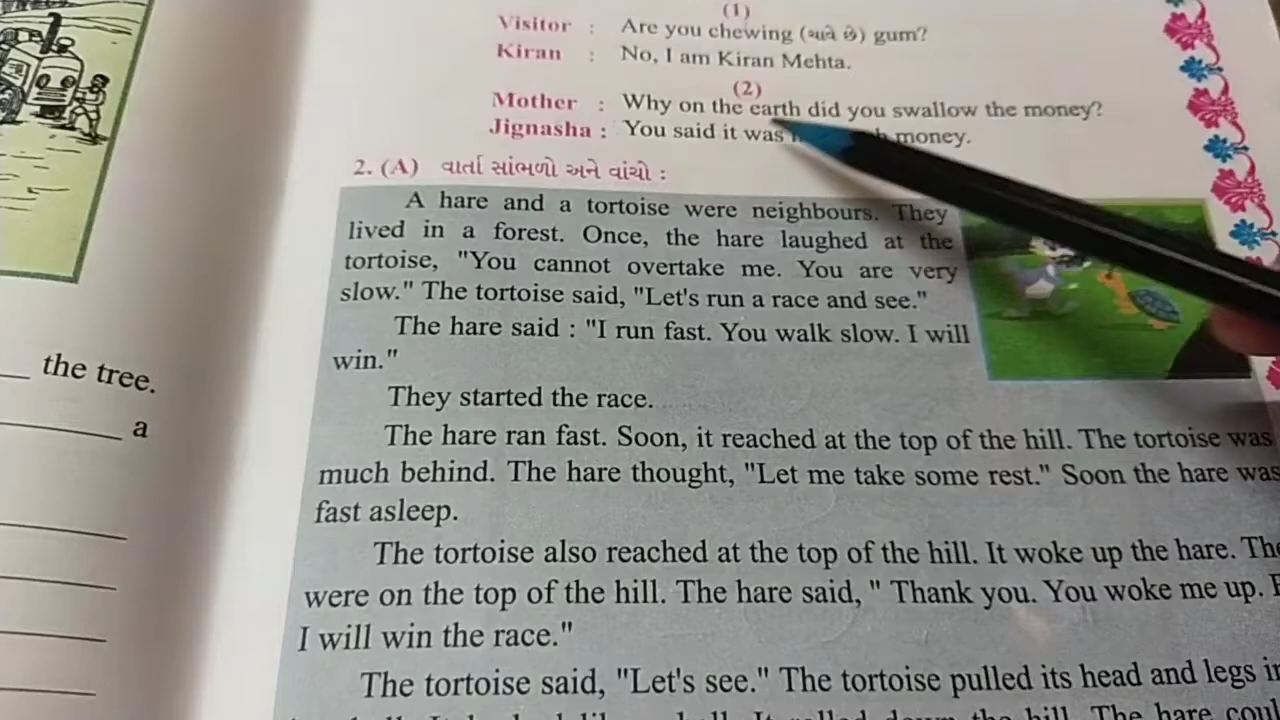 (1)
Visitor : Are you chewing (ચાવે છે) gum?
Kiran : No, I am Kiran Mehta.
(2)
Mother : Why on the earth did you swallow the money?
Jignasha : You said it was money.
2. (A) વાર્તા સાંભળો અને વાંચો :
A hare and a tortoise were neighbours. They
lived in a forest. Once, the hare laughed at the
tortoise, "You cannot overtake me. You are very
slow." The tortoise said, "Let's run a race and see."
The hare said : "I run fast. You walk slow. I will
win."
They started the race.
The hare ran fast. Soon, it reached at the top of the hill. The tortoise was
much behind. The hare thought, "Let me take some rest." Soon the hare was
fast asleep.
The tortoise also reached at the top of the hill. It woke up the hare.
were on the top of the hill. The hare said, " Thank you. You woke me up.
I will win the race."
The tortoise said, "Let's see." The tortoise pulled its head and legs
down the hill. The hare
the tree.
a